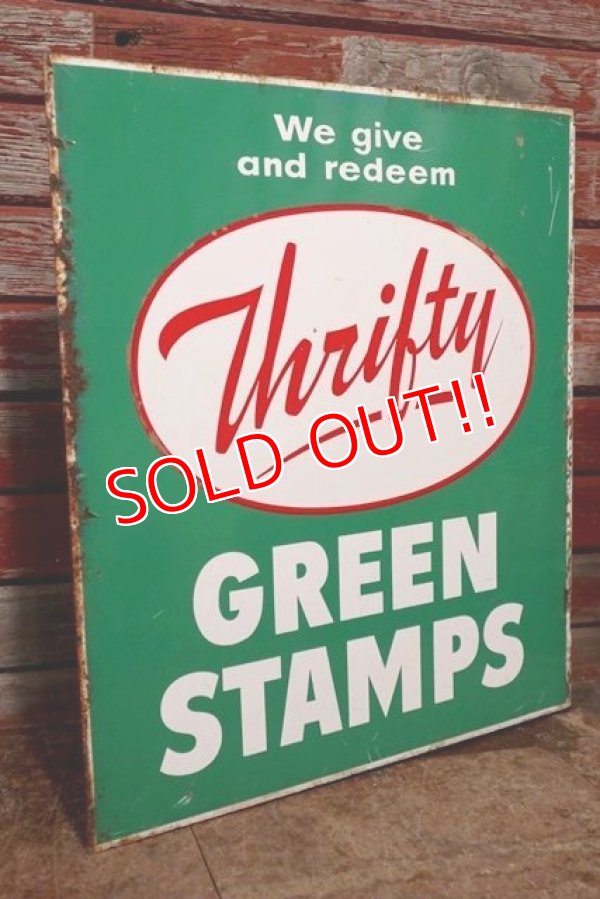 We give
and redeem
Thrifty
SOLD OUT!!
GREEN
STAMPS